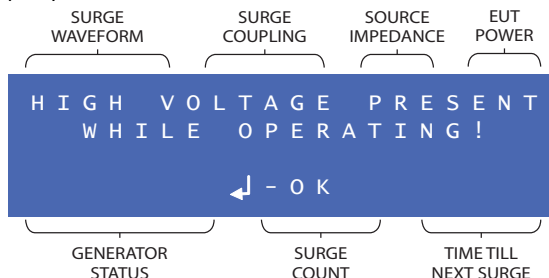 SURGE WAVEFORM
SURGE COUPLING
SOURCE IMPEDANCE
EUT POWER
HIGH VOLTAGE PRESENT
WHILE OPERATING!
↲ - OK
GENERATOR STATUS
SURGE COUNT
TIME TILL NEXT SURGE